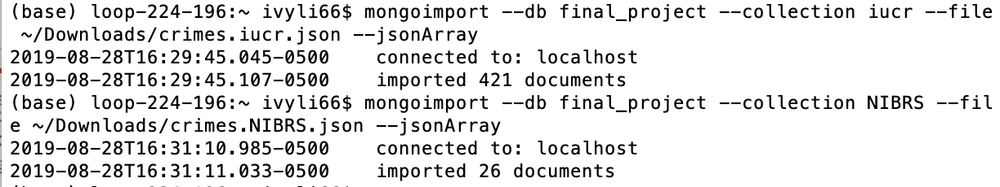 (base) loop-224-196:~ ivyli66$ mongoimport --db final_project --collection iucr --file
 ~/Downloads/crimes.iucr.json --jsonArray
2019-08-28T16:29:45.045-0500    connected to: localhost
2019-08-28T16:29:45.107-0500    imported 421 documents
(base) loop-224-196:~ ivyli66$ mongoimport --db final_project --collection NIBRS --fil
e ~/Downloads/crimes.NIBRS.json --jsonArray
2019-08-28T16:31:10.985-0500    connected to: localhost
2019-08-28T16:31:11.033-0500    imported 26 documents